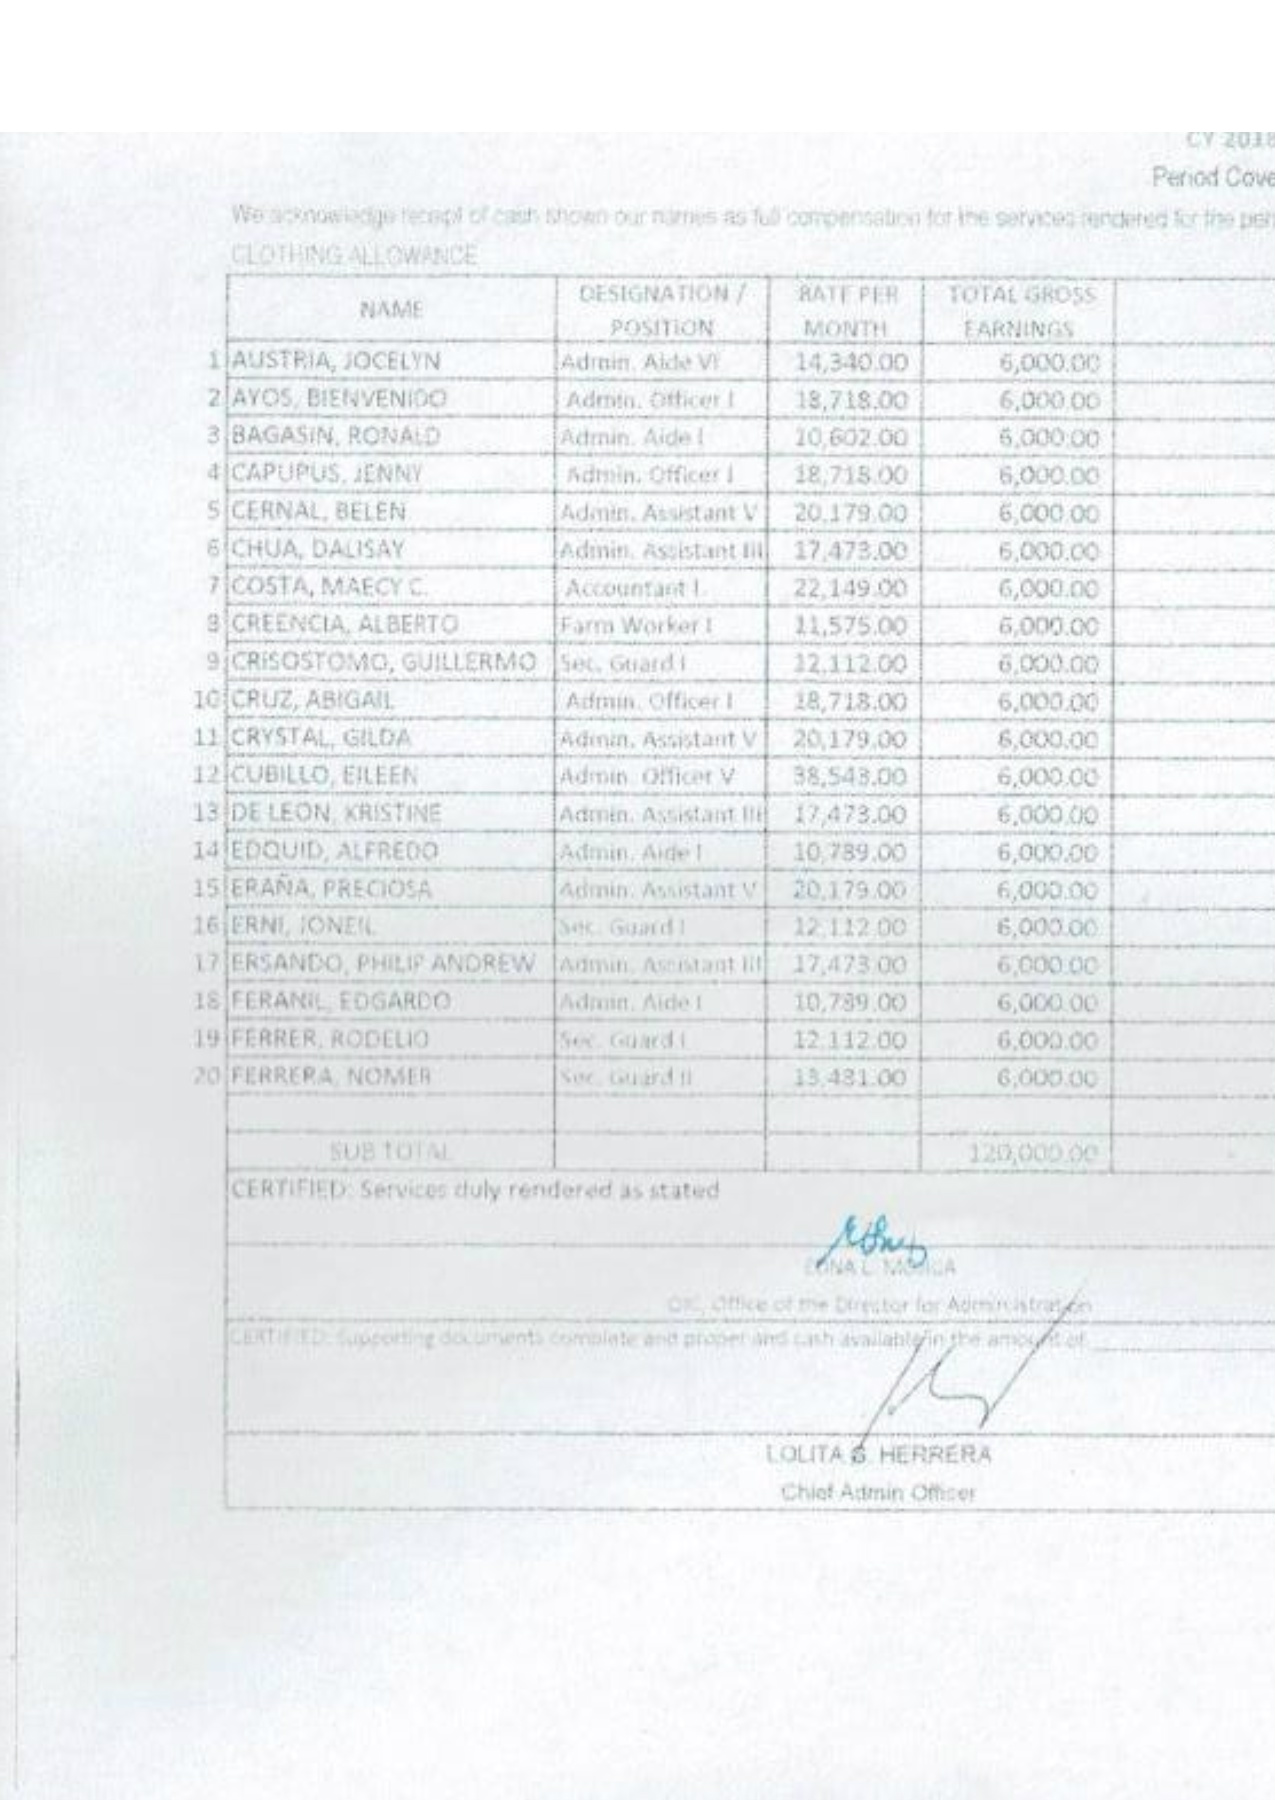 CY 2018
Period Cove
We acknowledge receipt of cash shown our names as full compensation for the services rendered for the per
CLOTHING ALLOWANCE
NAME DESIGNATION / POSITION RATE PER MONTH TOTAL GROSS EARNINGS
1 AUSTRIA, JOCELYN Admin. Aide VI 14,340.00 6,000.00
2 AYOS, BIENVENIDO Admin. Officer I 18,718.00 6,000.00
3 BAGASIN, RONALD Admin. Aide I 10,602.00 6,000.00
4 CAPUPUS, JENNY Admin. Officer I 18,718.00 6,000.00
5 CERNAL, BELEN Admin. Assistant V 20,179.00 6,000.00
6 CHUA, DALISAY Admin. Assistant III 17,473.00 6,000.00
7 COSTA, MAECY C. Accountant I 22,149.00 6,000.00
8 CREENCIA, ALBERTO Farm Worker I 11,575.00 6,000.00
9 CRISOSTOMO, GUILLERMO Sec. Guard I 12,112.00 6,000.00
10 CRUZ, ABIGAIL Admin. Officer I 18,718.00 6,000.00
11 CRYSTAL, GILDA Admin. Assistant V 20,179.00 6,000.00
12 CUBILLO, EILEEN Admin. Officer V 38,543.00 6,000.00
13 DE LEON, KRISTINE Admin. Assistant III 17,473.00 6,000.00
14 EDQUID, ALFREDO Admin. Aide I 10,789.00 6,000.00
15 ERAÑA, PRECIOSA Admin. Assistant V 20,179.00 6,000.00
16 ERNI, JONEIL Sec. Guard I 12,112.00 6,000.00
17 ERSANDO, PHILIP ANDREW Admin. Assistant III 17,473.00 6,000.00
18 FERANIL, EDGARDO Admin. Aide I 10,789.00 6,000.00
19 FERRER, RODELIO Sec. Guard I 12,112.00 6,000.00
20 FERRERA, NOMER Sec. Guard II 13,481.00 6,000.00
SUB TOTAL 120,000.00
CERTIFIED: Services duly rendered as stated
EDNA L.
OIC, Office of the Director for Administration
CERTIFIED: Supporting documents complete and proper and cash available in the amount of
LOLITA G. HERRERA
Chief Admin Officer